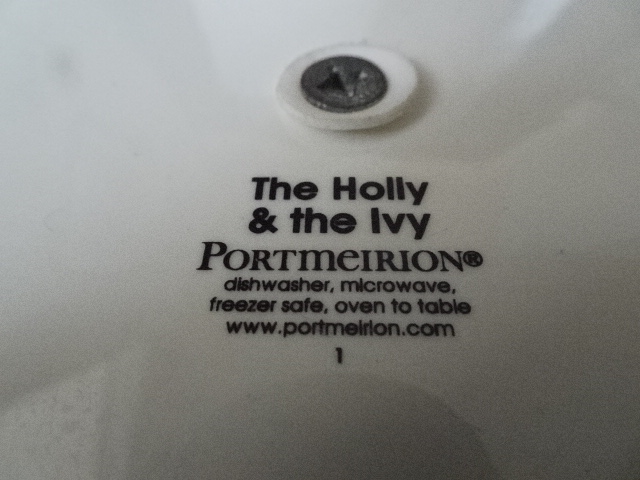 The Holly
& the Ivy
PORTMEIRION®
dishwasher, microwave,
freezer safe, oven to table
www.portmeirion.com
1